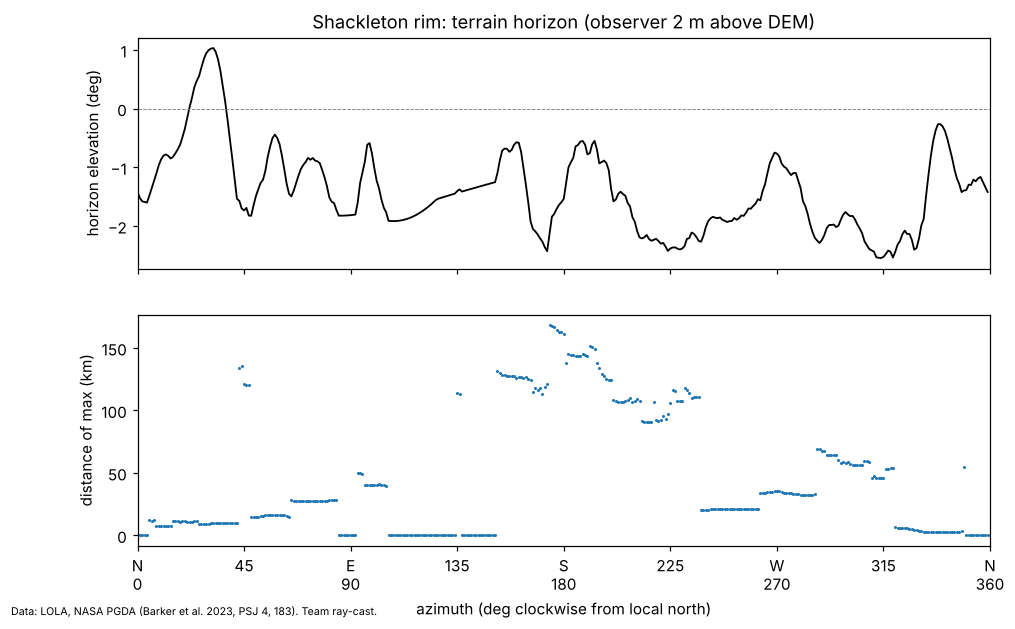 Shackleton rim: terrain horizon (observer 2 m above DEM)
horizon elevation (deg)
1
0
−1
−2
distance of max (km)
150
100
50
0
N 45 E 135 S 225 W 315 N
0 90 180 270 360
azimuth (deg clockwise from local north)
Data: LOLA, NASA PGDA (Barker et al. 2023, PSJ 4, 183). Team ray-cast.